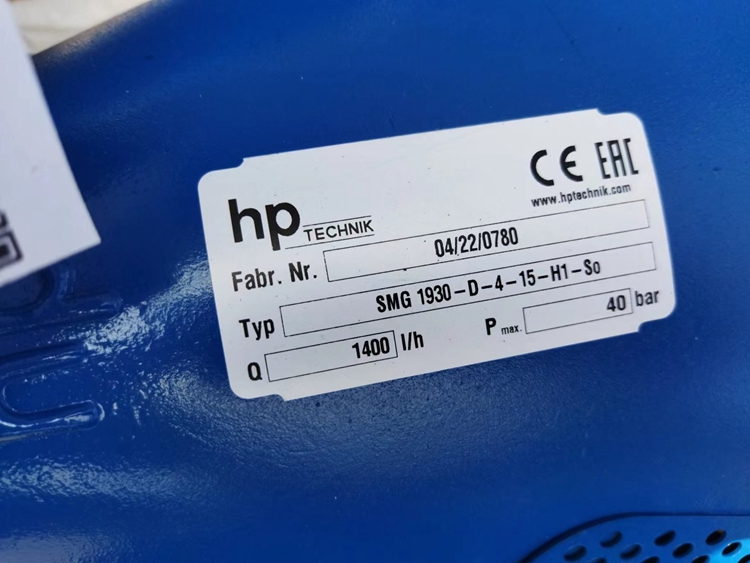 hp TECHNIK
CE EAC
www.hptechnik.com
Fabr. Nr. 04/22/0780
Typ SMG 1930-D-4-15-H1-So
Q 1400 l/h P max. 40 bar